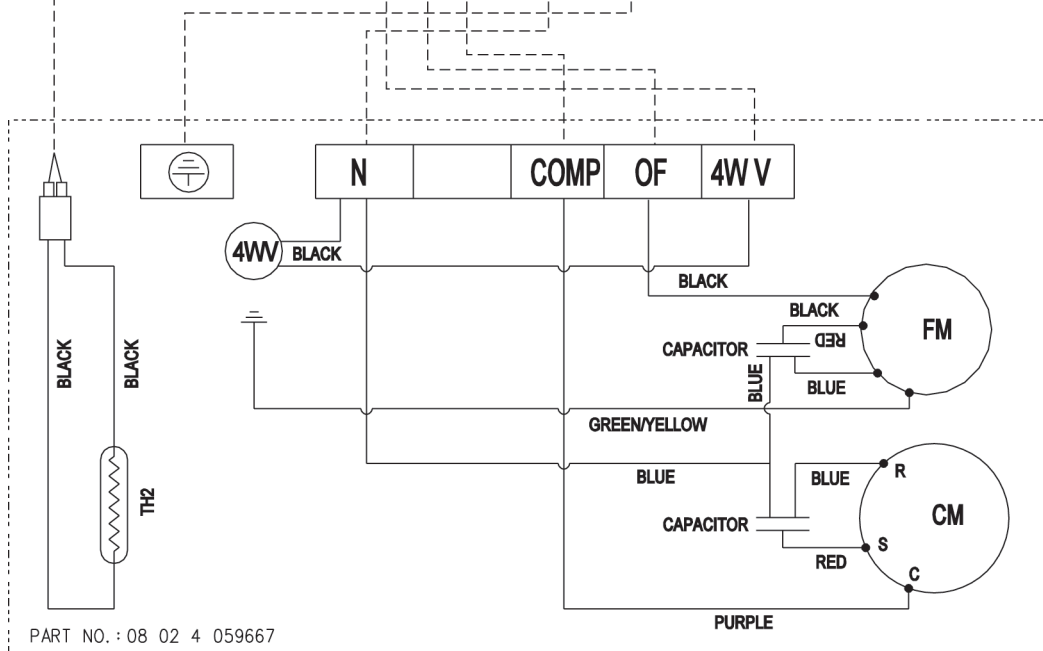 N COMP OF 4W V
4WV
BLACK
BLACK
BLACK
RED
FM
CAPACITOR
BLUE
BLUE
BLACK
BLACK
GREEN/YELLOW
BLUE
BLUE
R
TH2
CAPACITOR
CM
S
RED
C
PURPLE
PART NO.: 08 02 4 059667